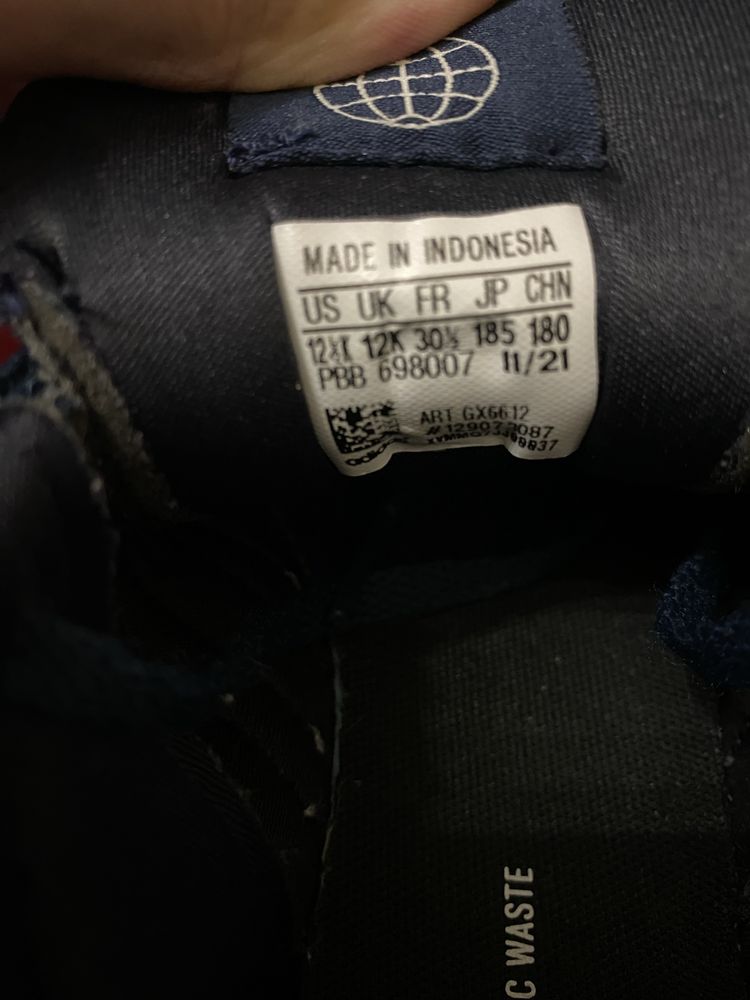 MADE IN INDONESIA
US UK FR JP CHN
12½K 12K 30½ 185 180
PBB 698007 11/21
ART GX6612
adidas
C WASTE